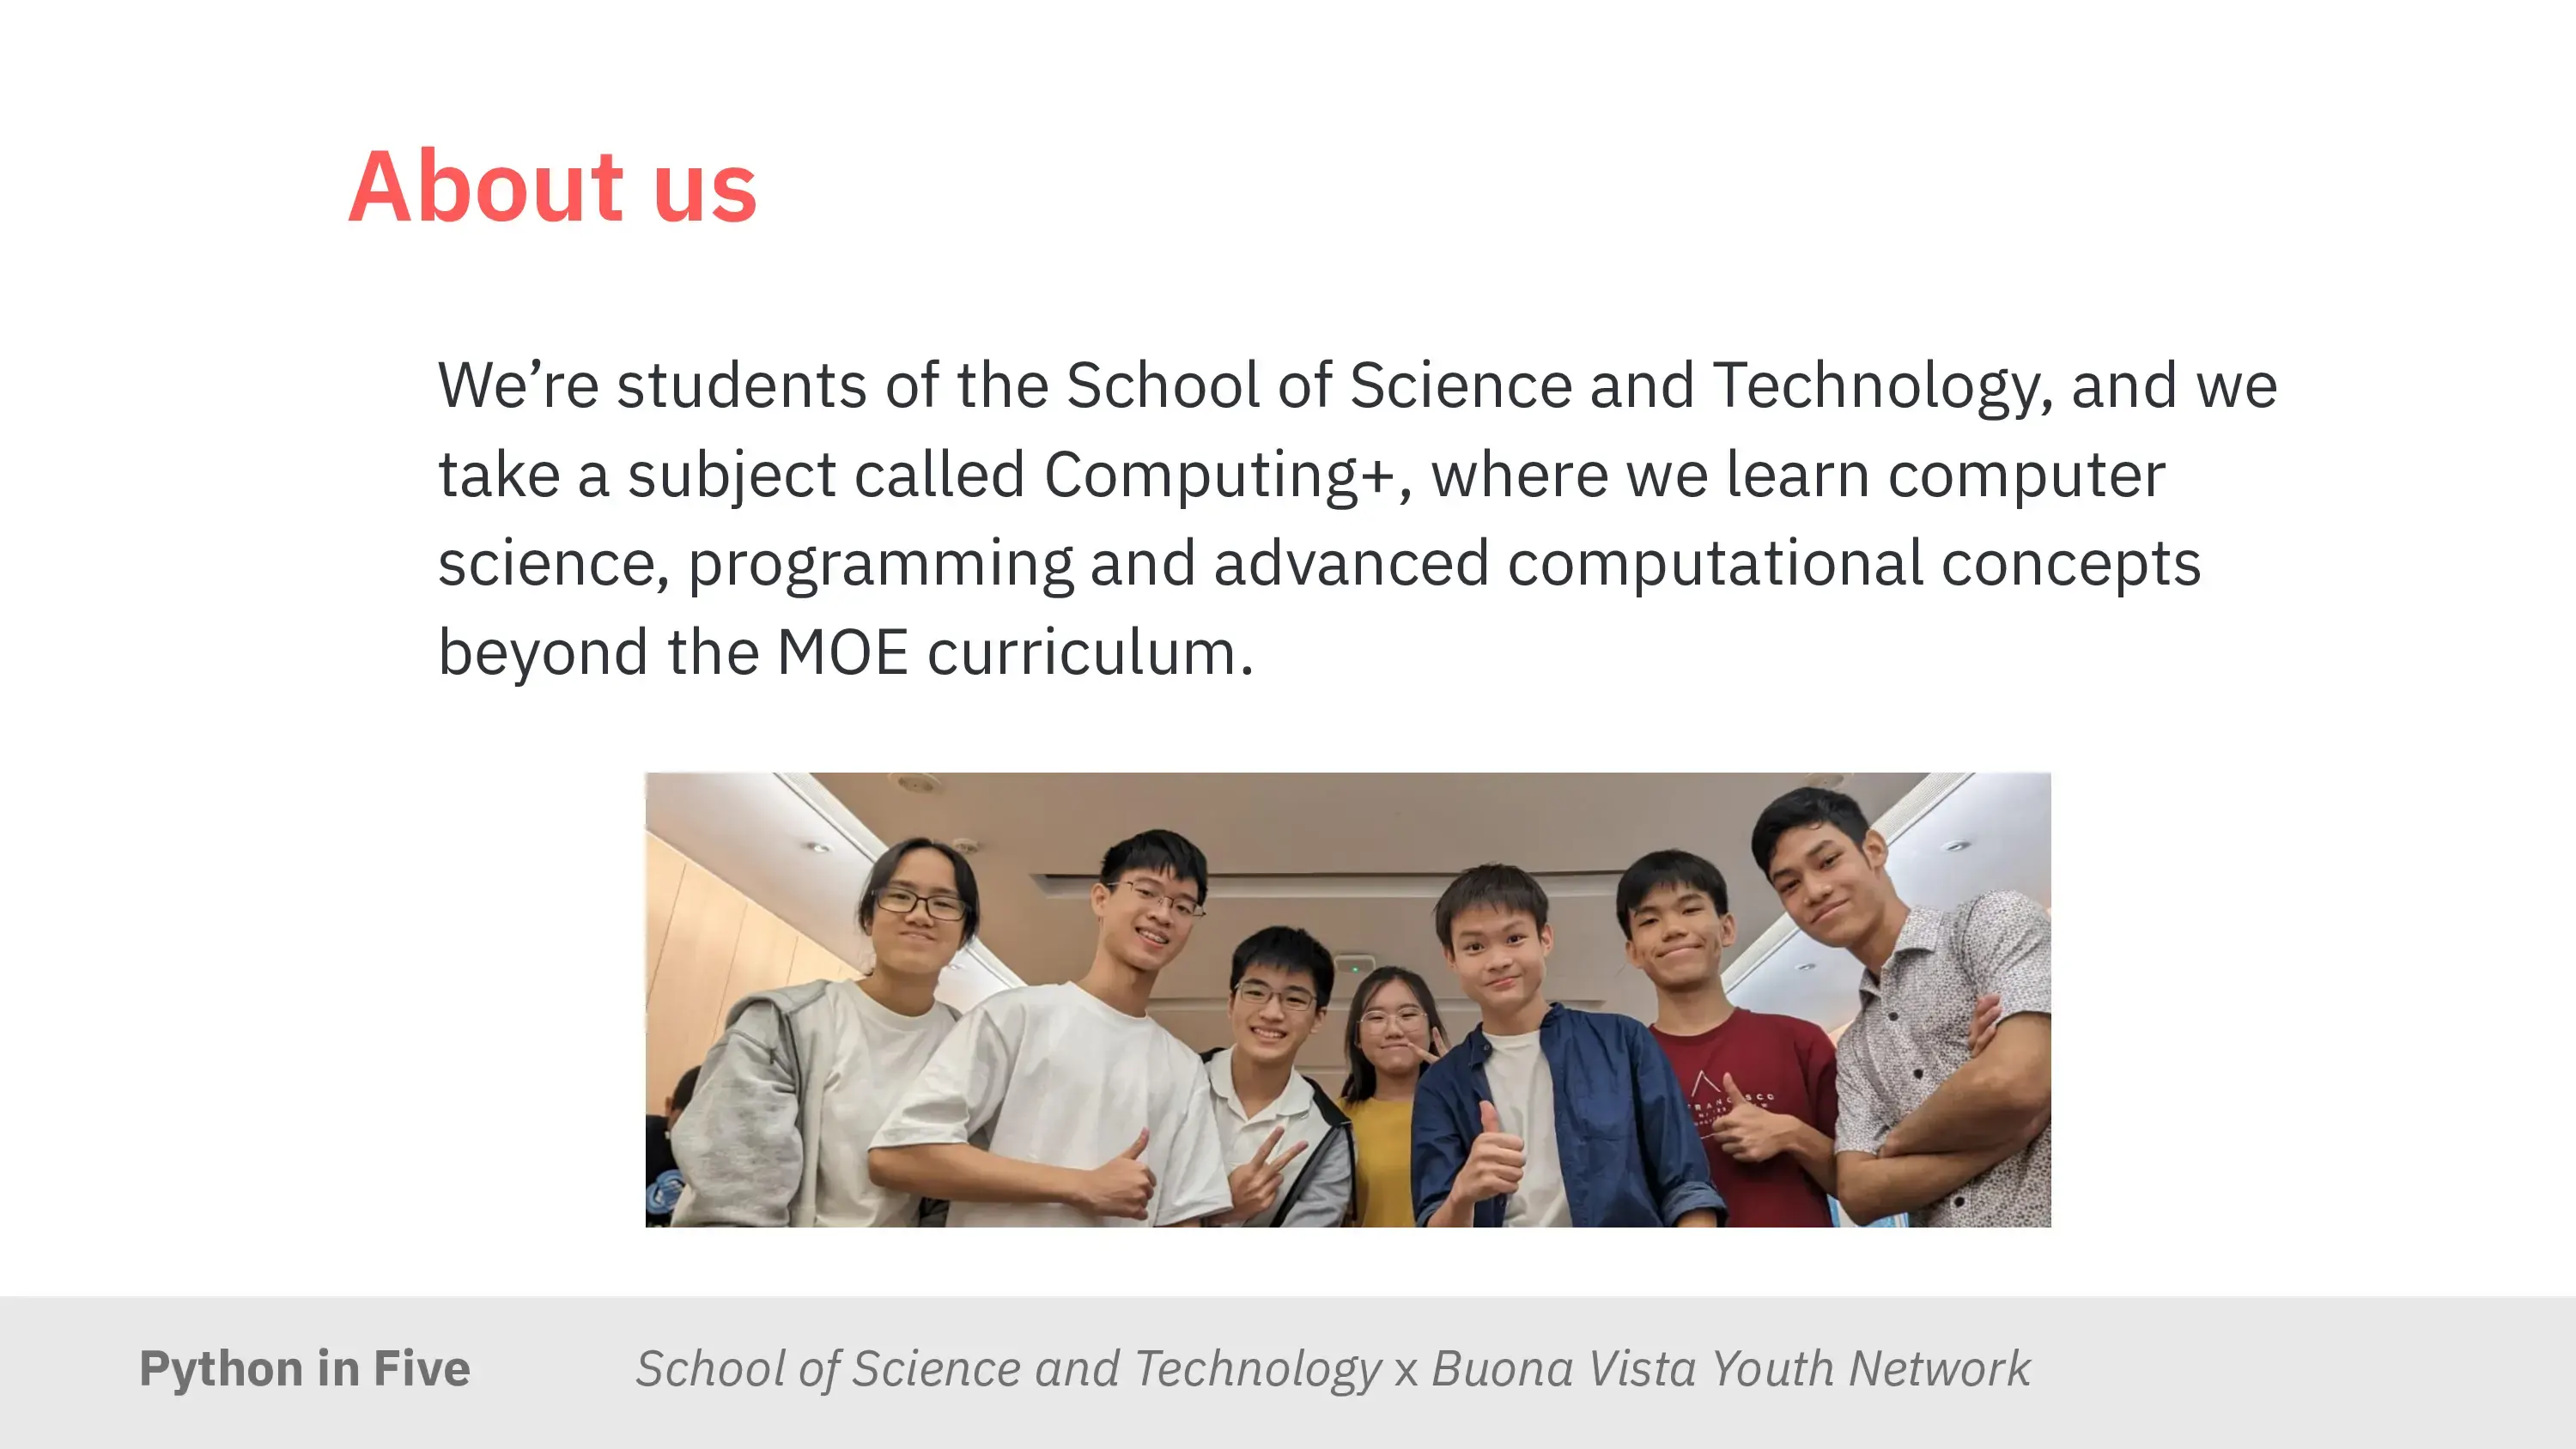 About us
We’re students of the School of Science and Technology, and we
take a subject called Computing+, where we learn computer
science, programming and advanced computational concepts
beyond the MOE curriculum.
Python in Five
School of Science and Technology x Buona Vista Youth Network